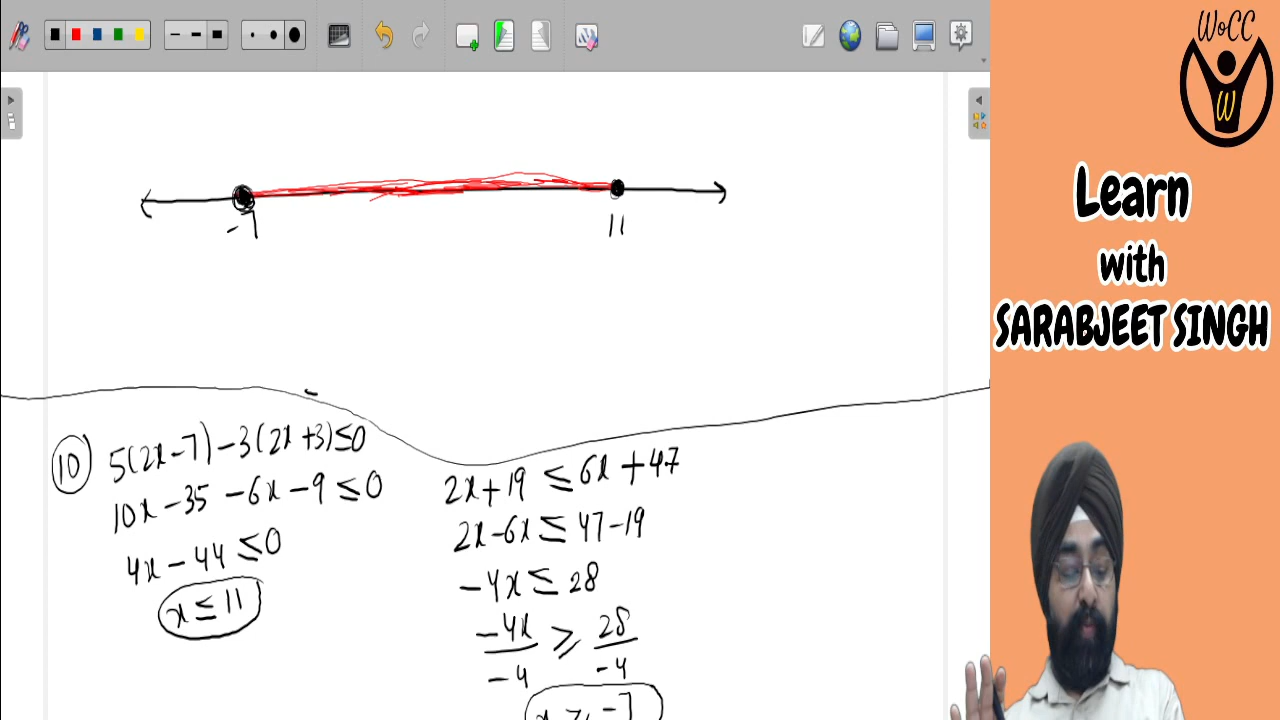 WoCC
W
Learn
with
SARABJEET SINGH
-7 11
10 5(2x-7)-3(2x+3)≤0
10x-35-6x-9≤0
4x-44≤0
x≤11
2x+19≤6x+47
2x-6x≤47-19
-4x≤28
-4x/-4 ≥ 28/-4
x≥-7